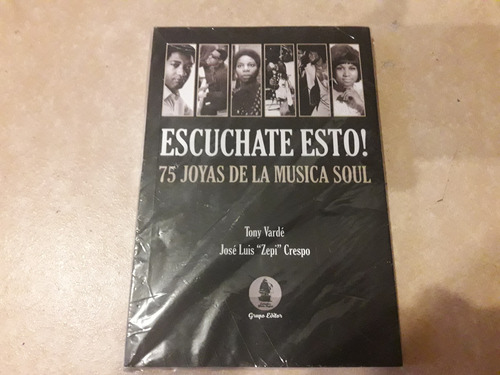 ESCUCHATE ESTO!
75 JOYAS DE LA MUSICA SOUL
Tony Vardé
José Luis "Zepi" Crespo
Grupo Editor